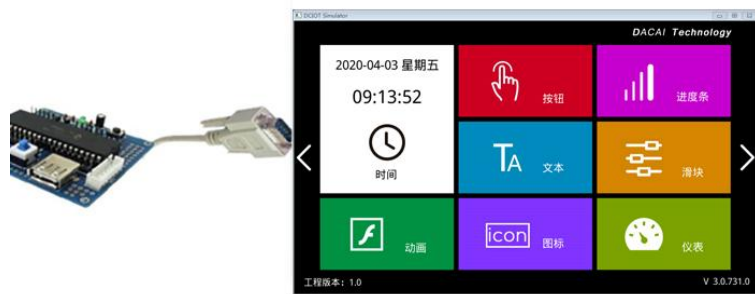 DCIOT Simulator
DACAI Technology
2020-04-03 星期五
09:13:52
时间
按钮
进度条
TA 文本
滑块
动画
icon 图标
仪表
工程版本：1.0
V 3.0.731.0